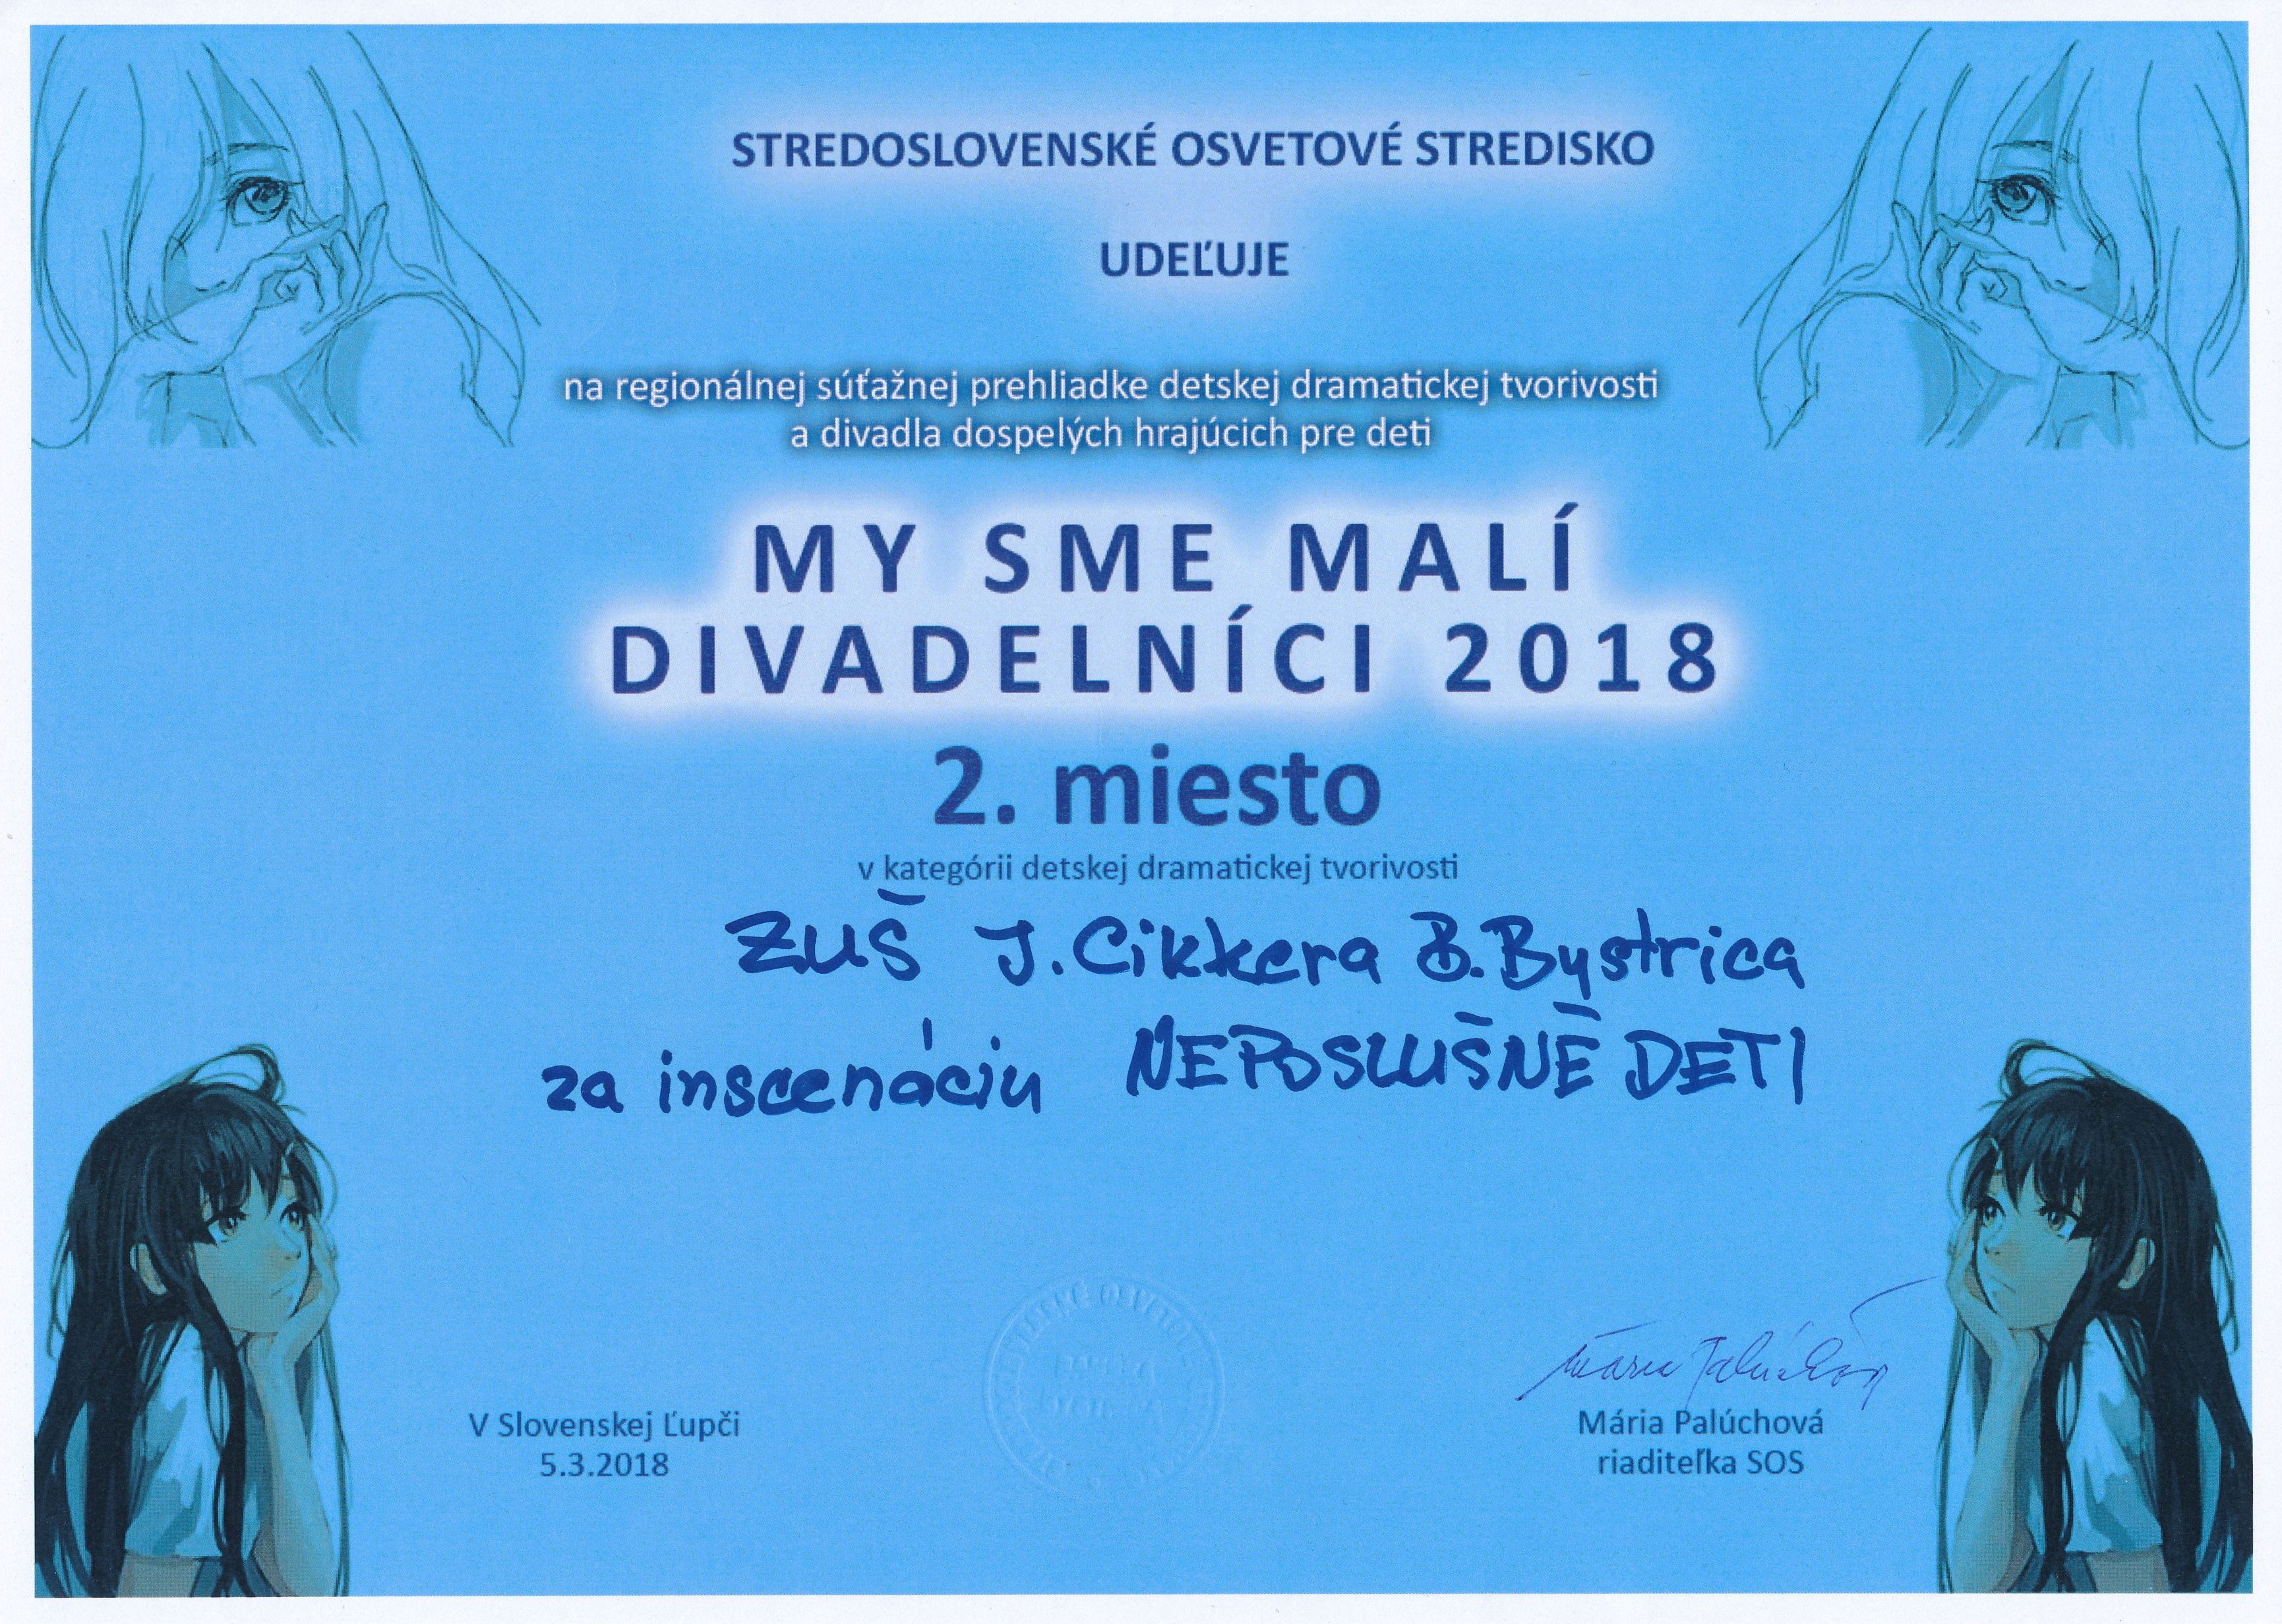 STREDOSLOVENSKÉ OSVETOVÉ STREDISKO
UDEĽUJE
na regionálnej súťažnej prehliadke detskej dramatickej tvorivosti
a divadla dospelých hrajúcich pre deti
MY SME MALÍ
DIVADELNÍCI 2018
2. miesto
v kategórii detskej dramatickej tvorivosti
ZUŠ J. Cikkera B. Bystrica
za inscenáciu NEPOSLUŠNÉ DETI
V Slovenskej Ľupči
5.3.2018
Mária Palúchová
Mária Palúchová
riaditeľka SOS